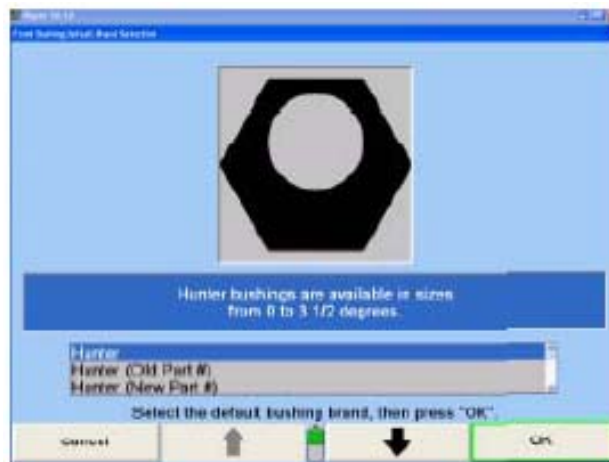 Front Bushing Default Brand Selection
Hunter bushings are available in sizes
from 0 to 3 1/2 degrees.
Hunter
Hunter (Old Part #)
Hunter (New Part #)
Select the default bushing brand, then press "OK".
Cancel
OK